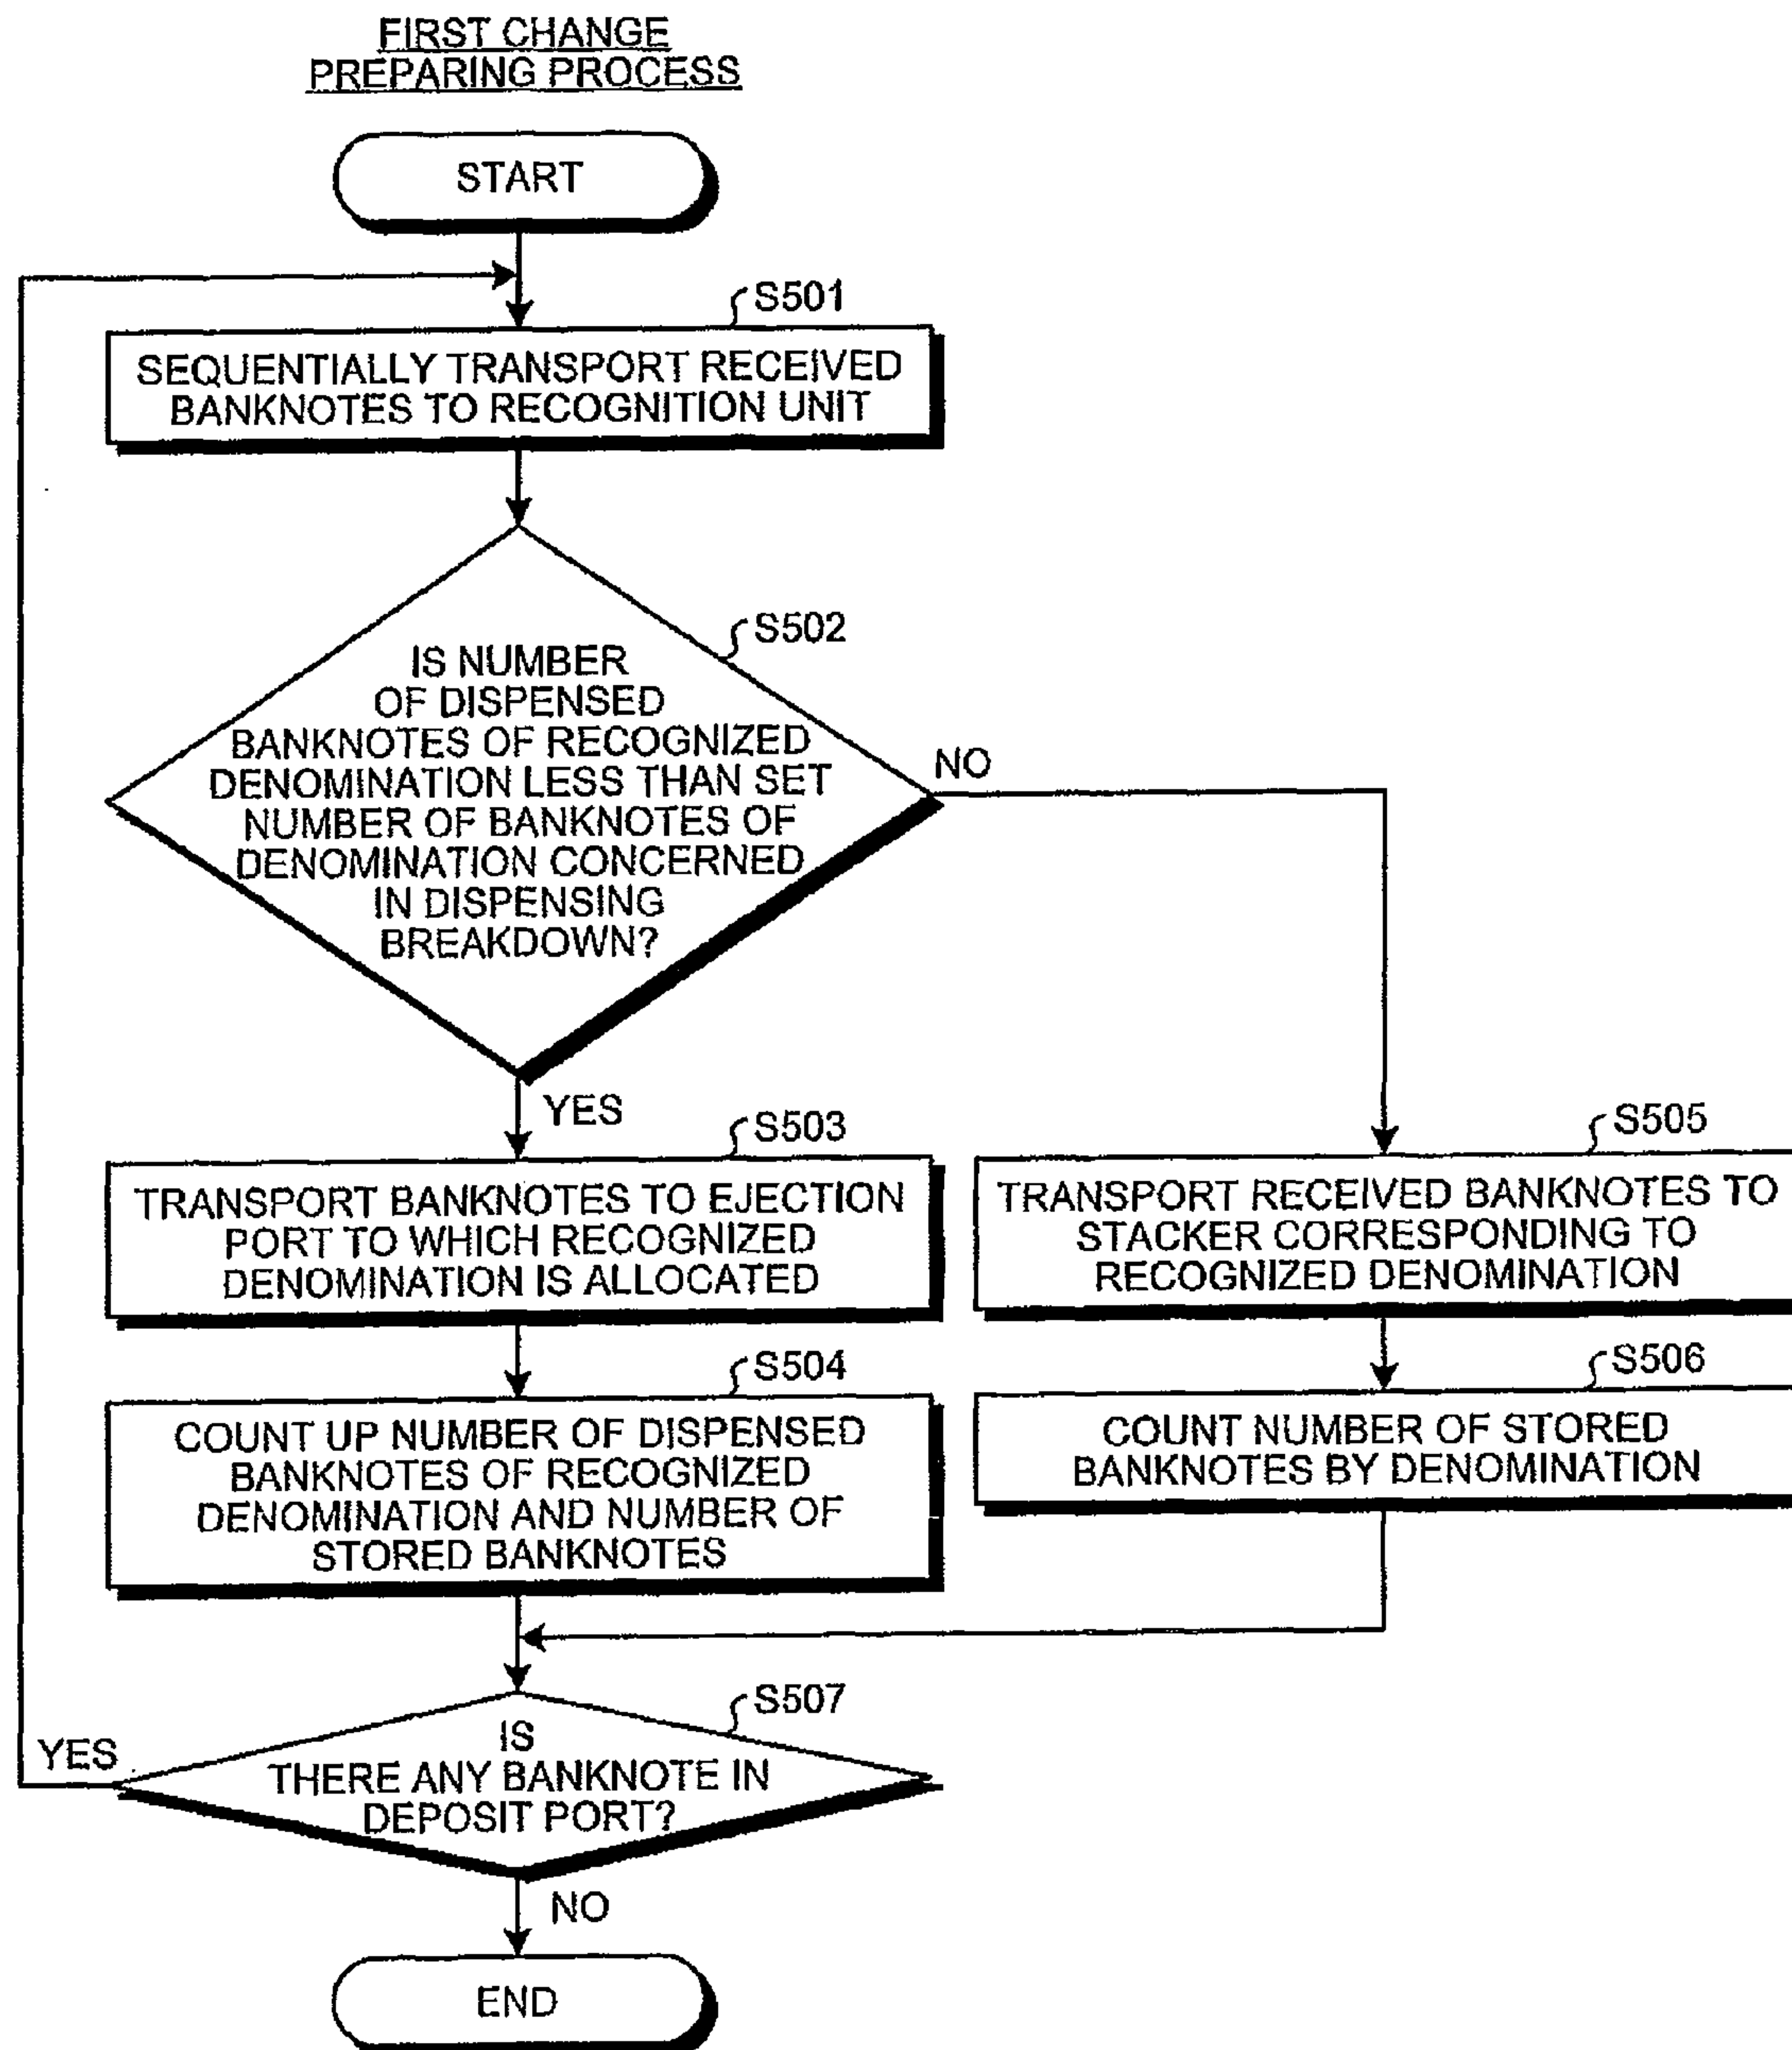 FIRST CHANGE
PREPARING PROCESS
START
S501
SEQUENTIALLY TRANSPORT RECEIVED
BANKNOTES TO RECOGNITION UNIT
S502
IS NUMBER
OF DISPENSED
BANKNOTES OF RECOGNIZED
DENOMINATION LESS THAN SET
NUMBER OF BANKNOTES OF
DENOMINATION CONCERNED
IN DISPENSING
BREAKDOWN?
NO
YES
S503
TRANSPORT BANKNOTES TO EJECTION
PORT TO WHICH RECOGNIZED
DENOMINATION IS ALLOCATED
S505
TRANSPORT RECEIVED BANKNOTES TO
STACKER CORRESPONDING TO
RECOGNIZED DENOMINATION
S504
COUNT UP NUMBER OF DISPENSED
BANKNOTES OF RECOGNIZED
DENOMINATION AND NUMBER OF
STORED BANKNOTES
S506
COUNT NUMBER OF STORED
BANKNOTES BY DENOMINATION
S507
IS
THERE ANY BANKNOTE IN
DEPOSIT PORT?
YES
NO
END